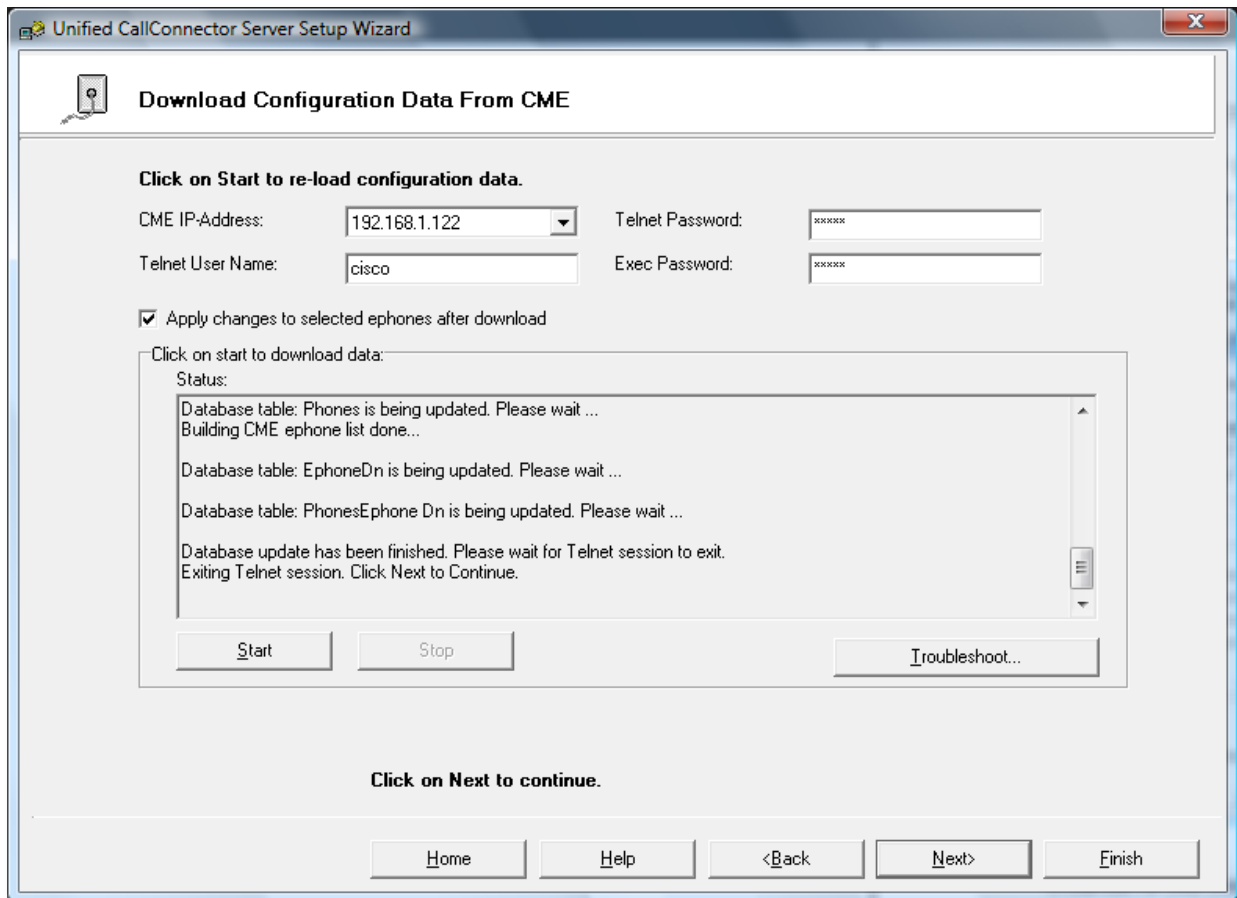 Unified CallConnector Server Setup Wizard
Download Configuration Data From CME
Click on Start to re-load configuration data.
CME IP-Address: 192.168.1.122 Telnet Password: *****
Telnet User Name: cisco Exec Password: *****
Apply changes to selected ephones after download
Click on start to download data:
Status:
Database table: Phones is being updated. Please wait ...
Building CME ephone list done...
Database table: EphoneDn is being updated. Please wait ...
Database table: PhonesEphone Dn is being updated. Please wait ...
Database update has been finished. Please wait for Telnet session to exit.
Exiting Telnet session. Click Next to Continue.
Start Stop Troubleshoot...
Click on Next to continue.
Home Help <Back Next> Finish